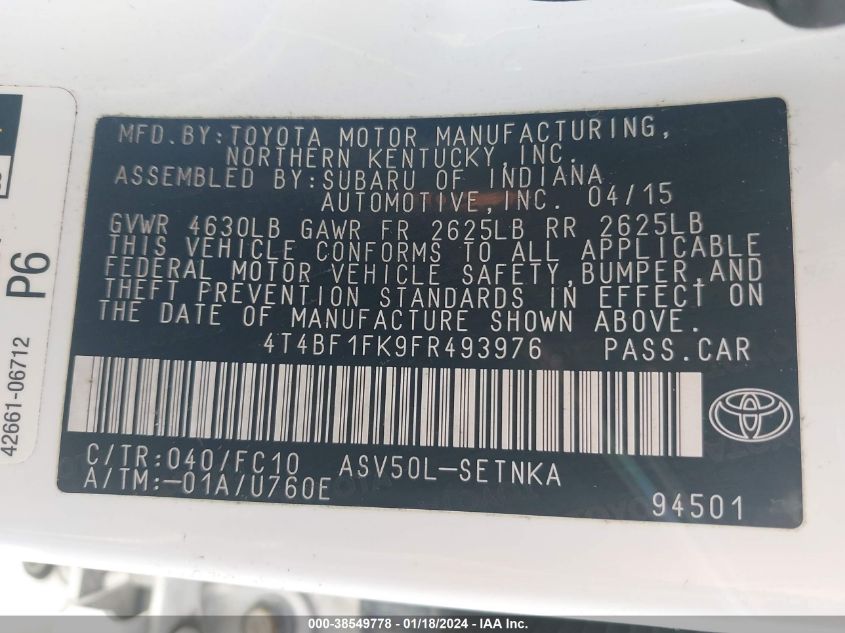 MFD.BY:TOYOTA MOTOR MANUFACTURING,
NORTHERN KENTUCKY,INC.
ASSEMBLED BY:SUBARU OF INDIANA
AUTOMOTIVE,INC. 04/15
GVWR 4630LB GAWR FR 2625LB RR 2625LB
THIS VEHICLE CONFORMS TO ALL APPLICABLE
FEDERAL MOTOR VEHICLE SAFETY,BUMPER,AND
THEFT PREVENTION STANDARDS IN EFFECT ON
THE DATE OF MANUFACTURE SHOWN ABOVE.
4T4BF1FK9FR493976 PASS.CAR
C/TR:040/FC10 ASV50L-SETNKA
A/TM:-01A/U760E
94501
P6
42661-06712
000-38549778 - 01/18/2024 - IAAI.COM